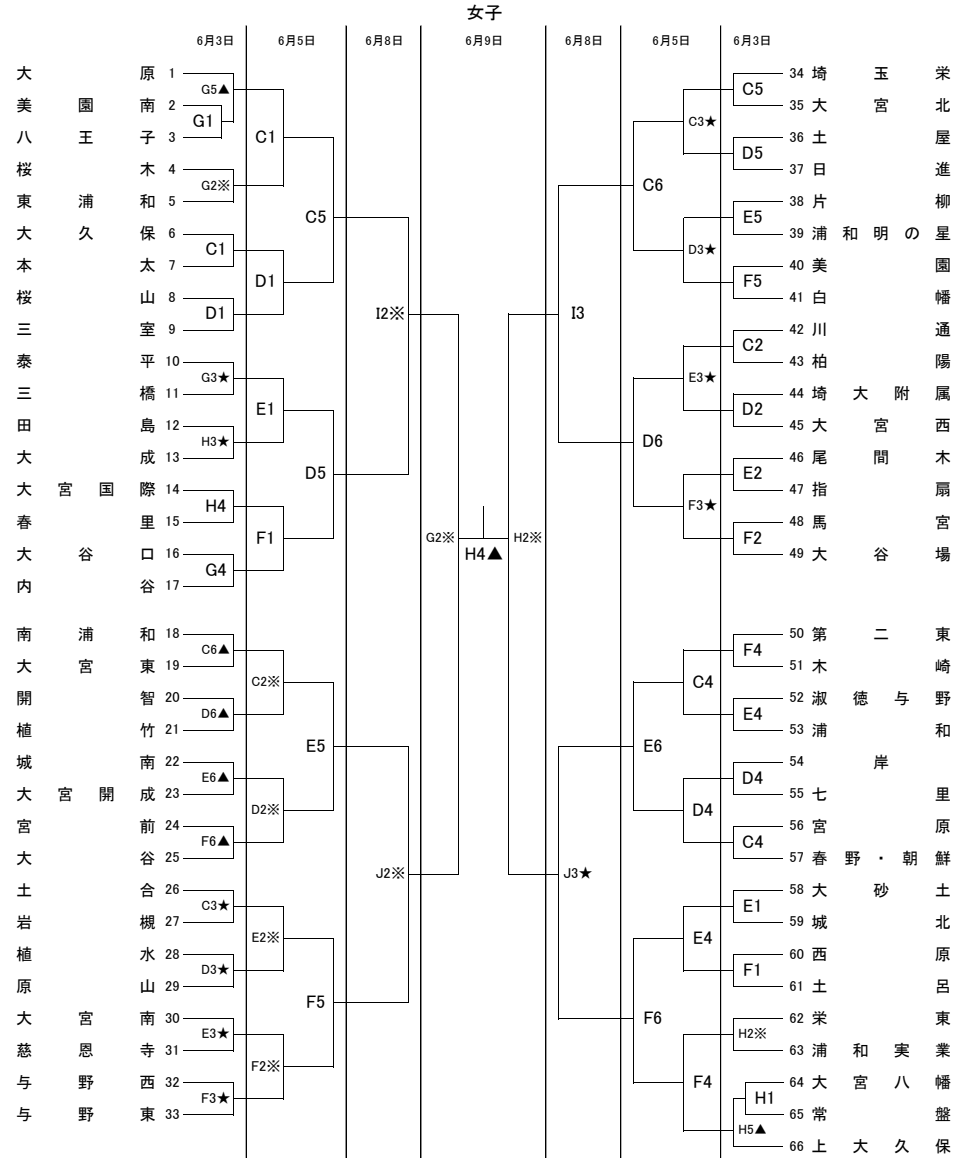 女子
6月3日 6月5日 6月8日 6月9日 6月8日 6月5日 6月3日
大原 1 34 埼玉栄
G5▲ C5
美園南 2 35 大宮北
G1 C3★
八王子 3 C1 36 土屋
D5
桜木 4 37 日進
G2※ C6
東浦和 5 38 片柳
C5 E5
大久保 6 39 浦和明の星
C1 D3★
本太 7 40 美園
D1 F5
桜山 8 41 白幡
D1 I2※ I3
三室 9 42 川通
C2
泰平 10 43 柏陽
G3★ E3★
三橋 11 44 埼大附属
E1 D2
田島 12 45 大宮西
H3★ D6
大成 13 46 尾間木
D5 E2
大宮国際 14 47 指扇
H4 F3★
春里 15 48 馬宮
F1 G2※ H2※ F2
大谷口 16 H4▲ 49 大谷場
G4
内谷 17
南浦和 18 50 第二東
C6▲ F4
大宮東 19 51 木崎
C2※ C4
開智 20 52 淑徳与野
D6▲ E4
植竹 21 53 浦和
E5 E6
城南 22 54 岸
E6▲ D4
大宮開成 23 55 七里
D2※ D4
宮前 24 56 宮原
F6▲ C4
大谷 25 57 春野・朝鮮
J2※ J3★
土合 26 58 大砂土
C3★ E1
岩槻 27 59 城北
E2※ E4
植水 28 60 西原
D3★ F1
原山 29 61 土呂
F5 F6
大宮南 30 62 栄東
E3★ H2※
慈恩寺 31 63 浦和実業
F2※ F4
与野西 32 64 大宮八幡
F3★ H1
与野東 33 65 常盤
H5▲
66 上大久保